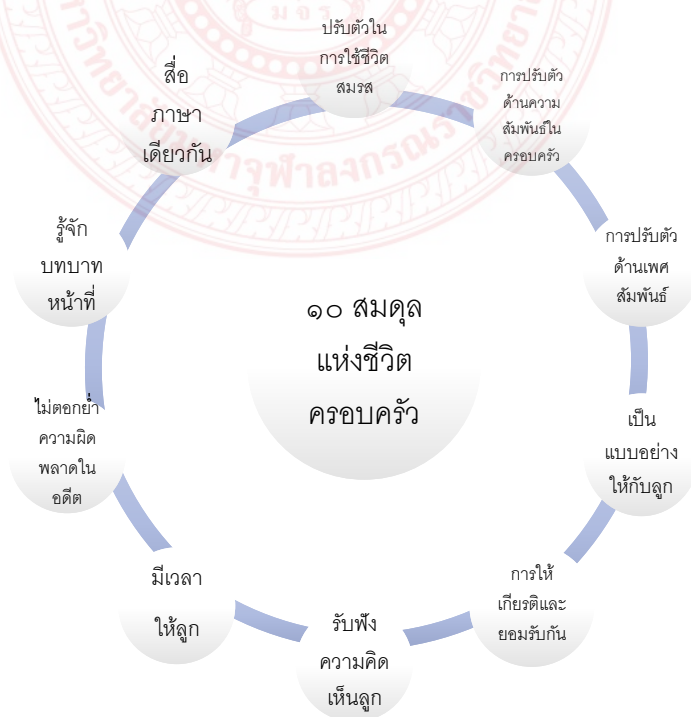 ปรับตัวใน
การใช้ชีวิต
สมรส
การปรับตัว
ด้านความ
สัมพันธ์ใน
ครอบครัว
การปรับตัว
ด้านเพศ
สัมพันธ์
เป็น
แบบอย่าง
ให้กับลูก
การให้
เกียรติและ
ยอมรับกัน
รับฟัง
ความคิด
เห็นลูก
มีเวลา
ให้ลูก
ไม่ตอกย้ำ
ความผิด
พลาดใน
อดีต
รู้จัก
บทบาท
หน้าที่
สื่อ
ภาษา
เดียวกัน
๑๐ สมดุล
แห่งชีวิต
ครอบครัว